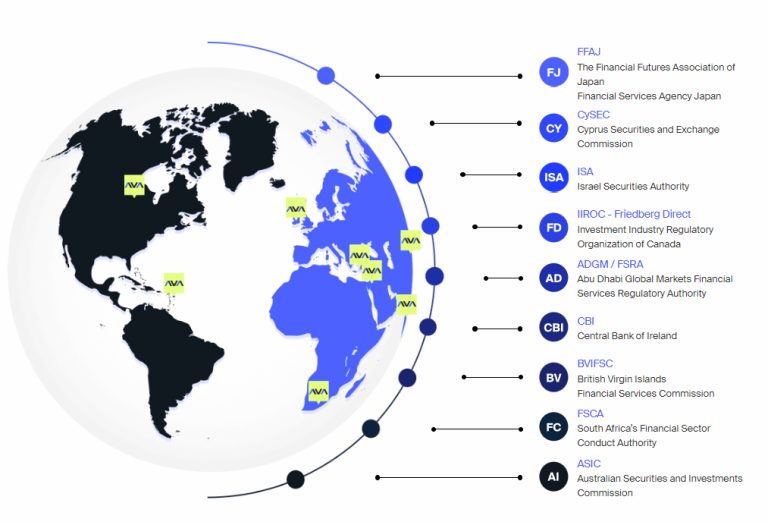 FFAJ
FJ
The Financial Futures Association of
Japan
Financial Services Agency Japan
CySEC
CY
Cyprus Securities and Exchange
Commission
ISA
ISA
Israel Securities Authority
IIROC - Friedberg Direct
FD
Investment Industry Regulatory
Organization of Canada
ADGM / FSRA
AD
Abu Dhabi Global Markets Financial
Services Regulatory Authority
CBI
CBI
Central Bank of Ireland
BVIFSC
BV
British Virgin Islands
Financial Services Commission
FSCA
FC
South Africa's Financial Sector
Conduct Authority
ASIC
AI
Australian Securities and Investments
Commission
AVA
AVA
AVA
AVA
AVA
AVA
AVA
AVA